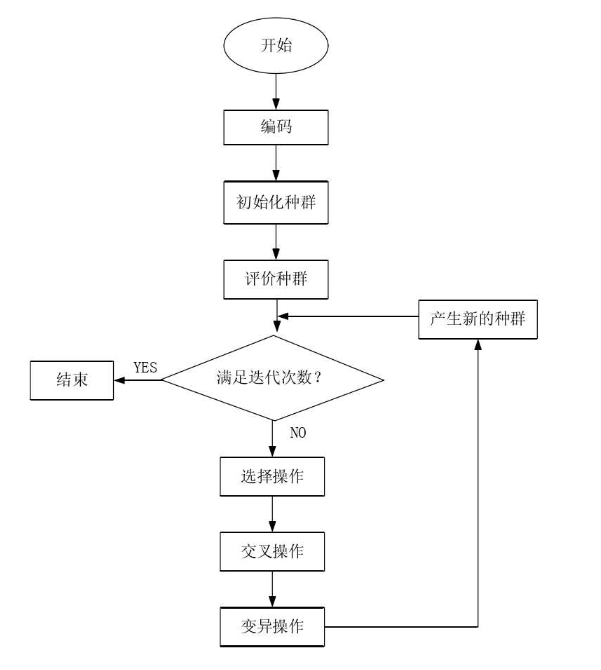 开始
编码
初始化种群
评价种群
产生新的种群
满足迭代次数？
YES
结束
NO
选择操作
交叉操作
变异操作